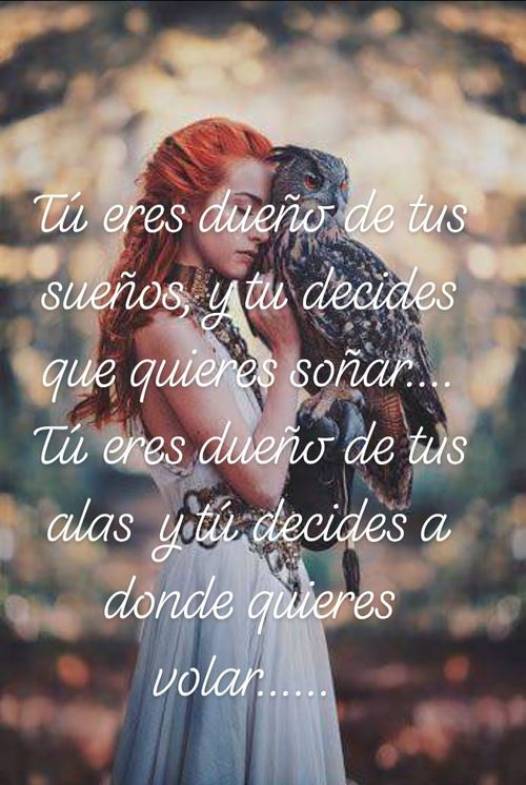 Tú eres dueño de tus
sueños, y tu decides
que quieres soñar....
Tú eres dueño de tus
alas y tú decides a
donde quieres
volar......